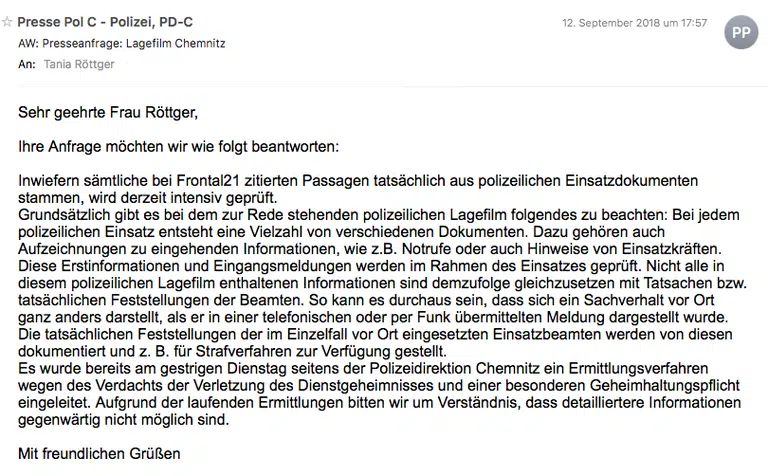 ☆ Presse Pol C - Polizei, PD-C
12. September 2018 um 17:57
PP
AW: Presseanfrage: Lagefilm Chemnitz
An: Tania Röttger
Sehr geehrte Frau Röttger,
Ihre Anfrage möchten wir wie folgt beantworten:
Inwiefern sämtliche bei Frontal21 zitierten Passagen tatsächlich aus polizeilichen Einsatzdokumenten
stammen, wird derzeit intensiv geprüft.
Grundsätzlich gibt es bei dem zur Rede stehenden polizeilichen Lagefilm folgendes zu beachten: Bei jedem
polizeilichen Einsatz entsteht eine Vielzahl von verschiedenen Dokumenten. Dazu gehören auch
Aufzeichnungen zu eingehenden Informationen, wie z.B. Notrufe oder auch Hinweise von Einsatzkräften.
Diese Erstinformationen und Eingangsmeldungen werden im Rahmen des Einsatzes geprüft. Nicht alle in
diesem polizeilichen Lagefilm enthaltenen Informationen sind demzufolge gleichzusetzen mit Tatsachen bzw.
tatsächlichen Feststellungen der Beamten. So kann es durchaus sein, dass sich ein Sachverhalt vor Ort
ganz anders darstellt, als er in einer telefonischen oder per Funk übermittelten Meldung dargestellt wurde.
Die tatsächlichen Feststellungen der im Einzelfall vor Ort eingesetzten Einsatzbeamten werden von diesen
dokumentiert und z. B. für Strafverfahren zur Verfügung gestellt.
Es wurde bereits am gestrigen Dienstag seitens der Polizeidirektion Chemnitz ein Ermittlungsverfahren
wegen des Verdachts der Verletzung des Dienstgeheimnisses und einer besonderen Geheimhaltungspflicht
eingeleitet. Aufgrund der laufenden Ermittlungen bitten wir um Verständnis, dass detailliertere Informationen
gegenwärtig nicht möglich sind.
Mit freundlichen Grüßen